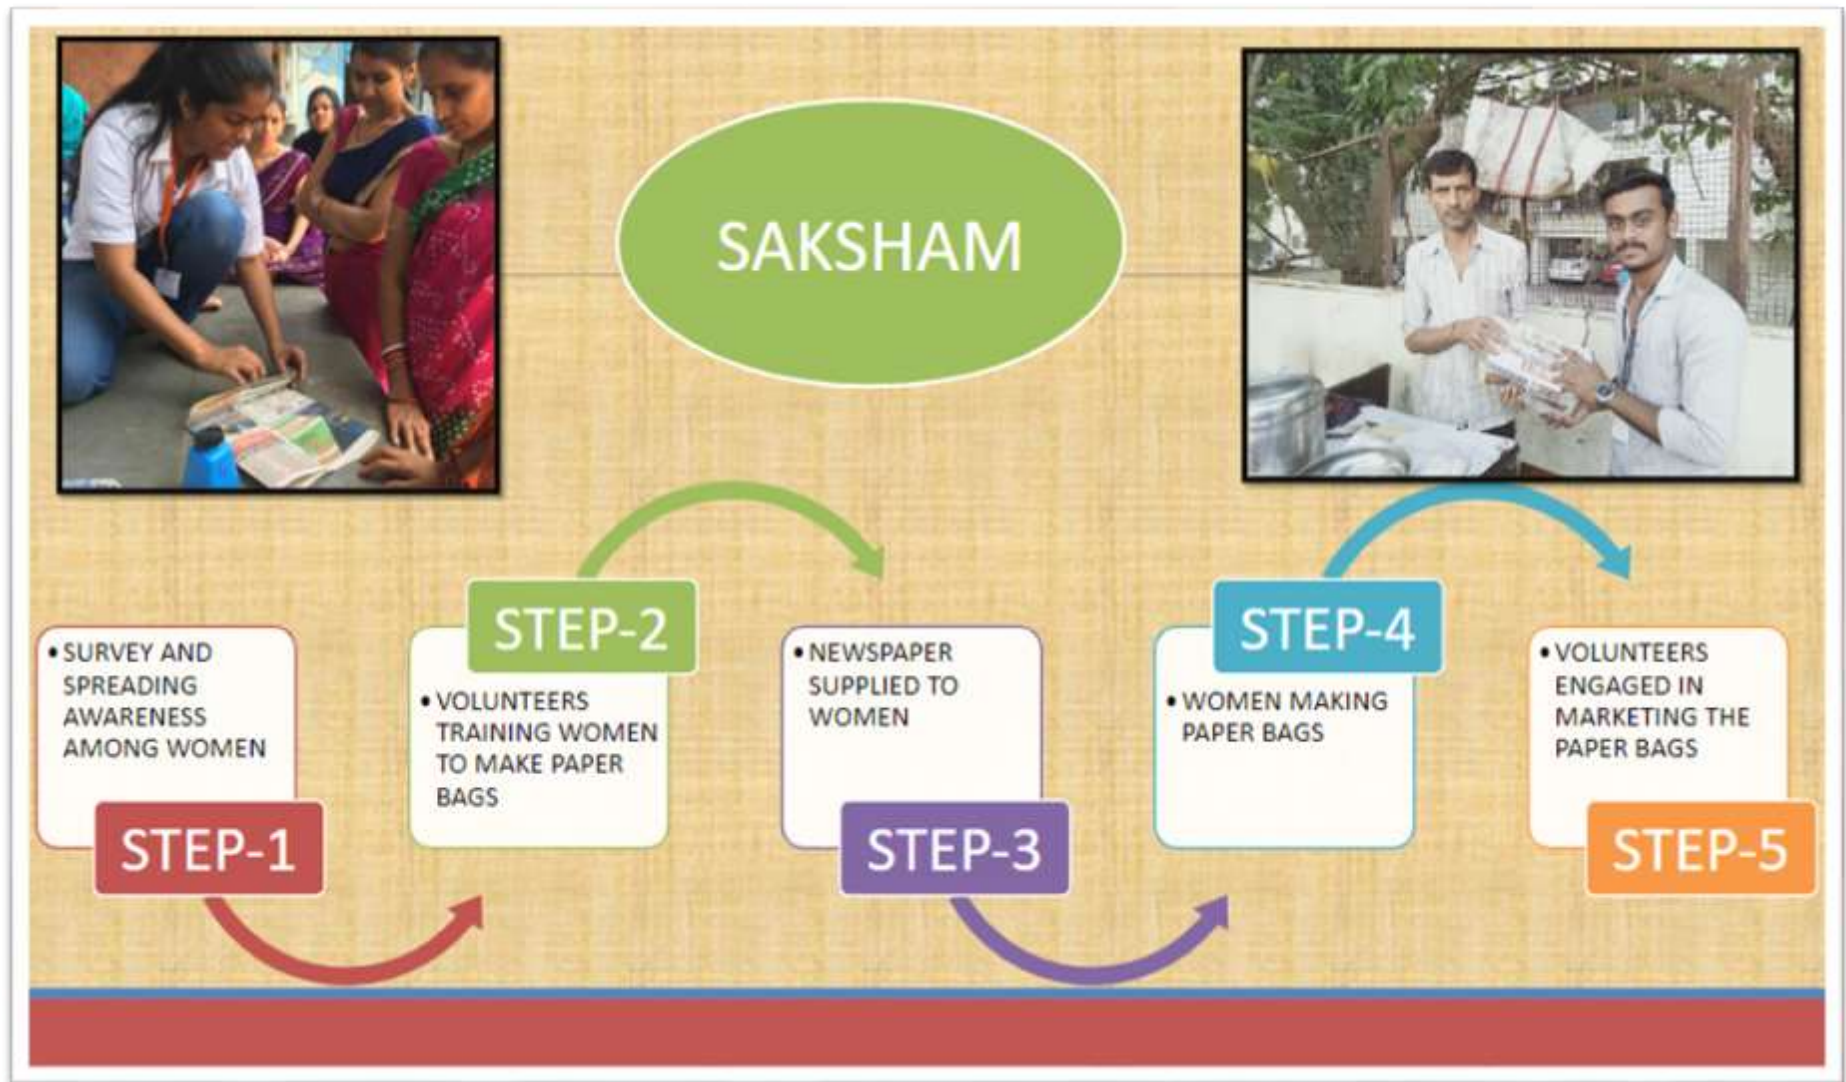 SAKSHAM
• SURVEY AND
SPREADING
AWARENESS
AMONG WOMEN
STEP-1
STEP-2
• VOLUNTEERS
TRAINING WOMEN
TO MAKE PAPER
BAGS
• NEWSPAPER
SUPPLIED TO
WOMEN
STEP-3
STEP-4
• WOMEN MAKING
PAPER BAGS
• VOLUNTEERS
ENGAGED IN
MARKETING THE
PAPER BAGS
STEP-5